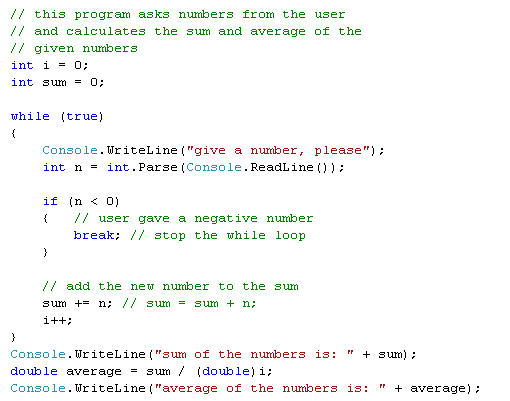 // this program asks numbers from the user
// and calculates the sum and average of the
// given numbers
int i = 0;
int sum = 0;

while (true)
{
    Console.WriteLine("give a number, please");
    int n = int.Parse(Console.ReadLine());

    if (n < 0)
    {   // user gave a negative number
        break; // stop the while loop
    }

    // add the new number to the sum
    sum += n; // sum = sum + n;
    i++;
}
Console.WriteLine("sum of the numbers is: " + sum);
double average = sum / (double)i;
Console.WriteLine("average of the numbers is: " + average);